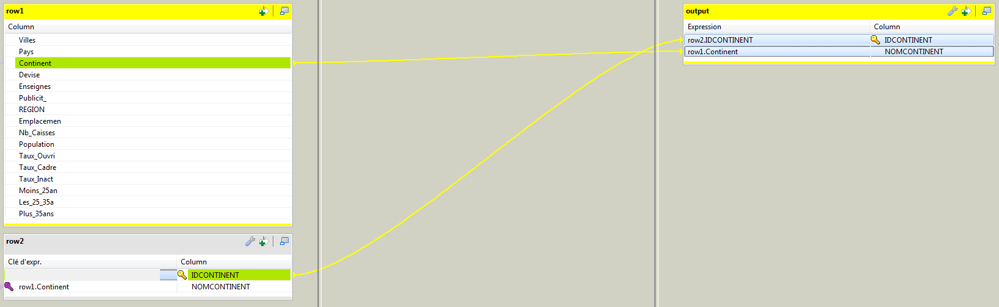 row1
Column
Villes
Pays
Continent
Devise
Enseignes
Publicit_
REGION
Emplacemen
Nb_Caisses
Population
Taux_Ouvri
Taux_Cadre
Taux_Inact
Moins_25an
Les_25_35a
Plus_35ans
row2
Clé d'expr. Column
IDCONTINENT
row1.Continent NOMCONTINENT
output
Expression Column
row2.IDCONTINENT IDCONTINENT
row1.Continent NOMCONTINENT